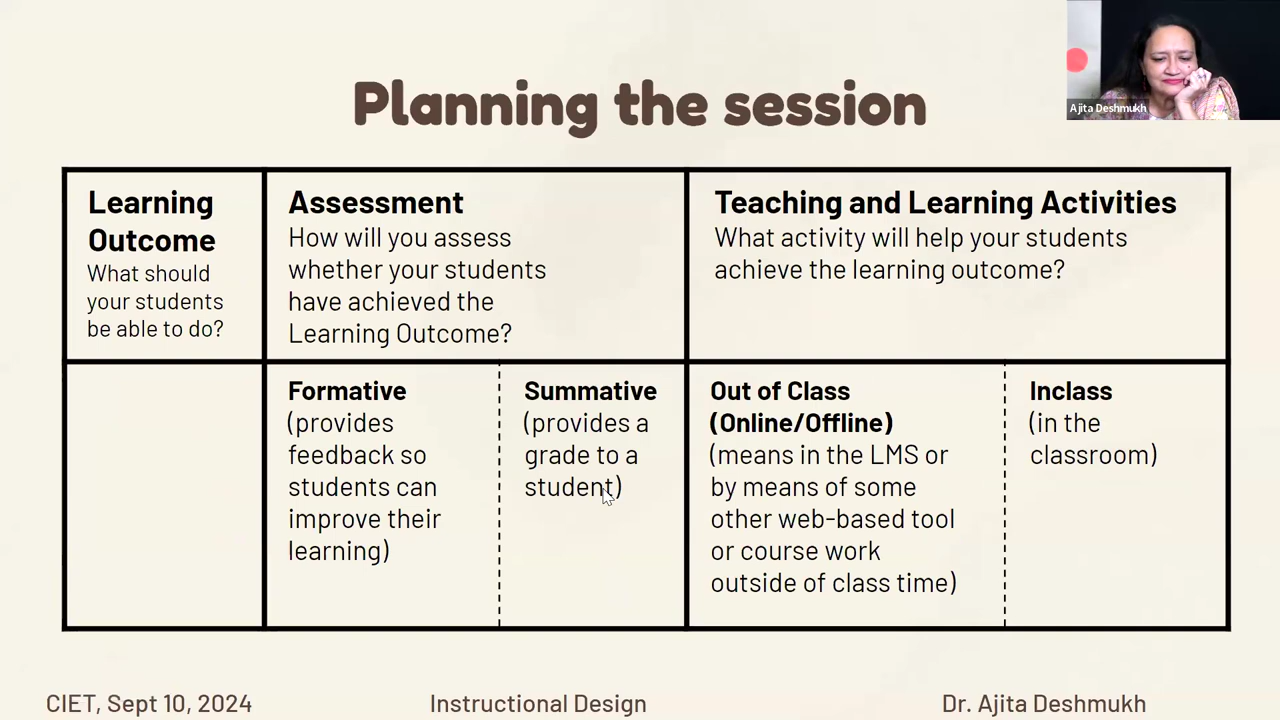 Planning the session
Ajita Deshmukh
Learning
Outcome
What should
your students
be able to do?
Assessment
How will you assess
whether your students
have achieved the
Learning Outcome?
Teaching and Learning Activities
What activity will help your students
achieve the learning outcome?
Formative
(provides
feedback so
students can
improve their
learning)
Summative
(provides a
grade to a
student)
Out of Class
(Online/Offline)
(means in the LMS or
by means of some
other web-based tool
or course work
outside of class time)
Inclass
(in the
classroom)
CIET, Sept 10, 2024
Instructional Design
Dr. Ajita Deshmukh